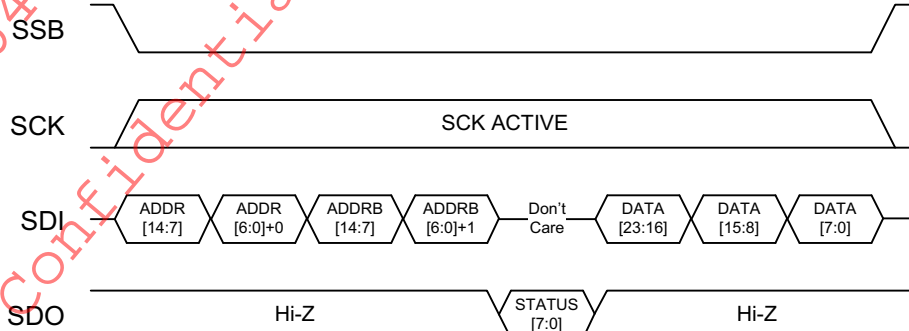 SSB
SCK
SCK ACTIVE
SDI
ADDR
[14:7]
ADDR
[6:0]+0
ADDRB
[14:7]
ADDRB
[6:0]+1
Don't
Care
DATA
[23:16]
DATA
[15:8]
DATA
[7:0]
SDO
Hi-Z
STATUS
[7:0]
Hi-Z
Confidentia